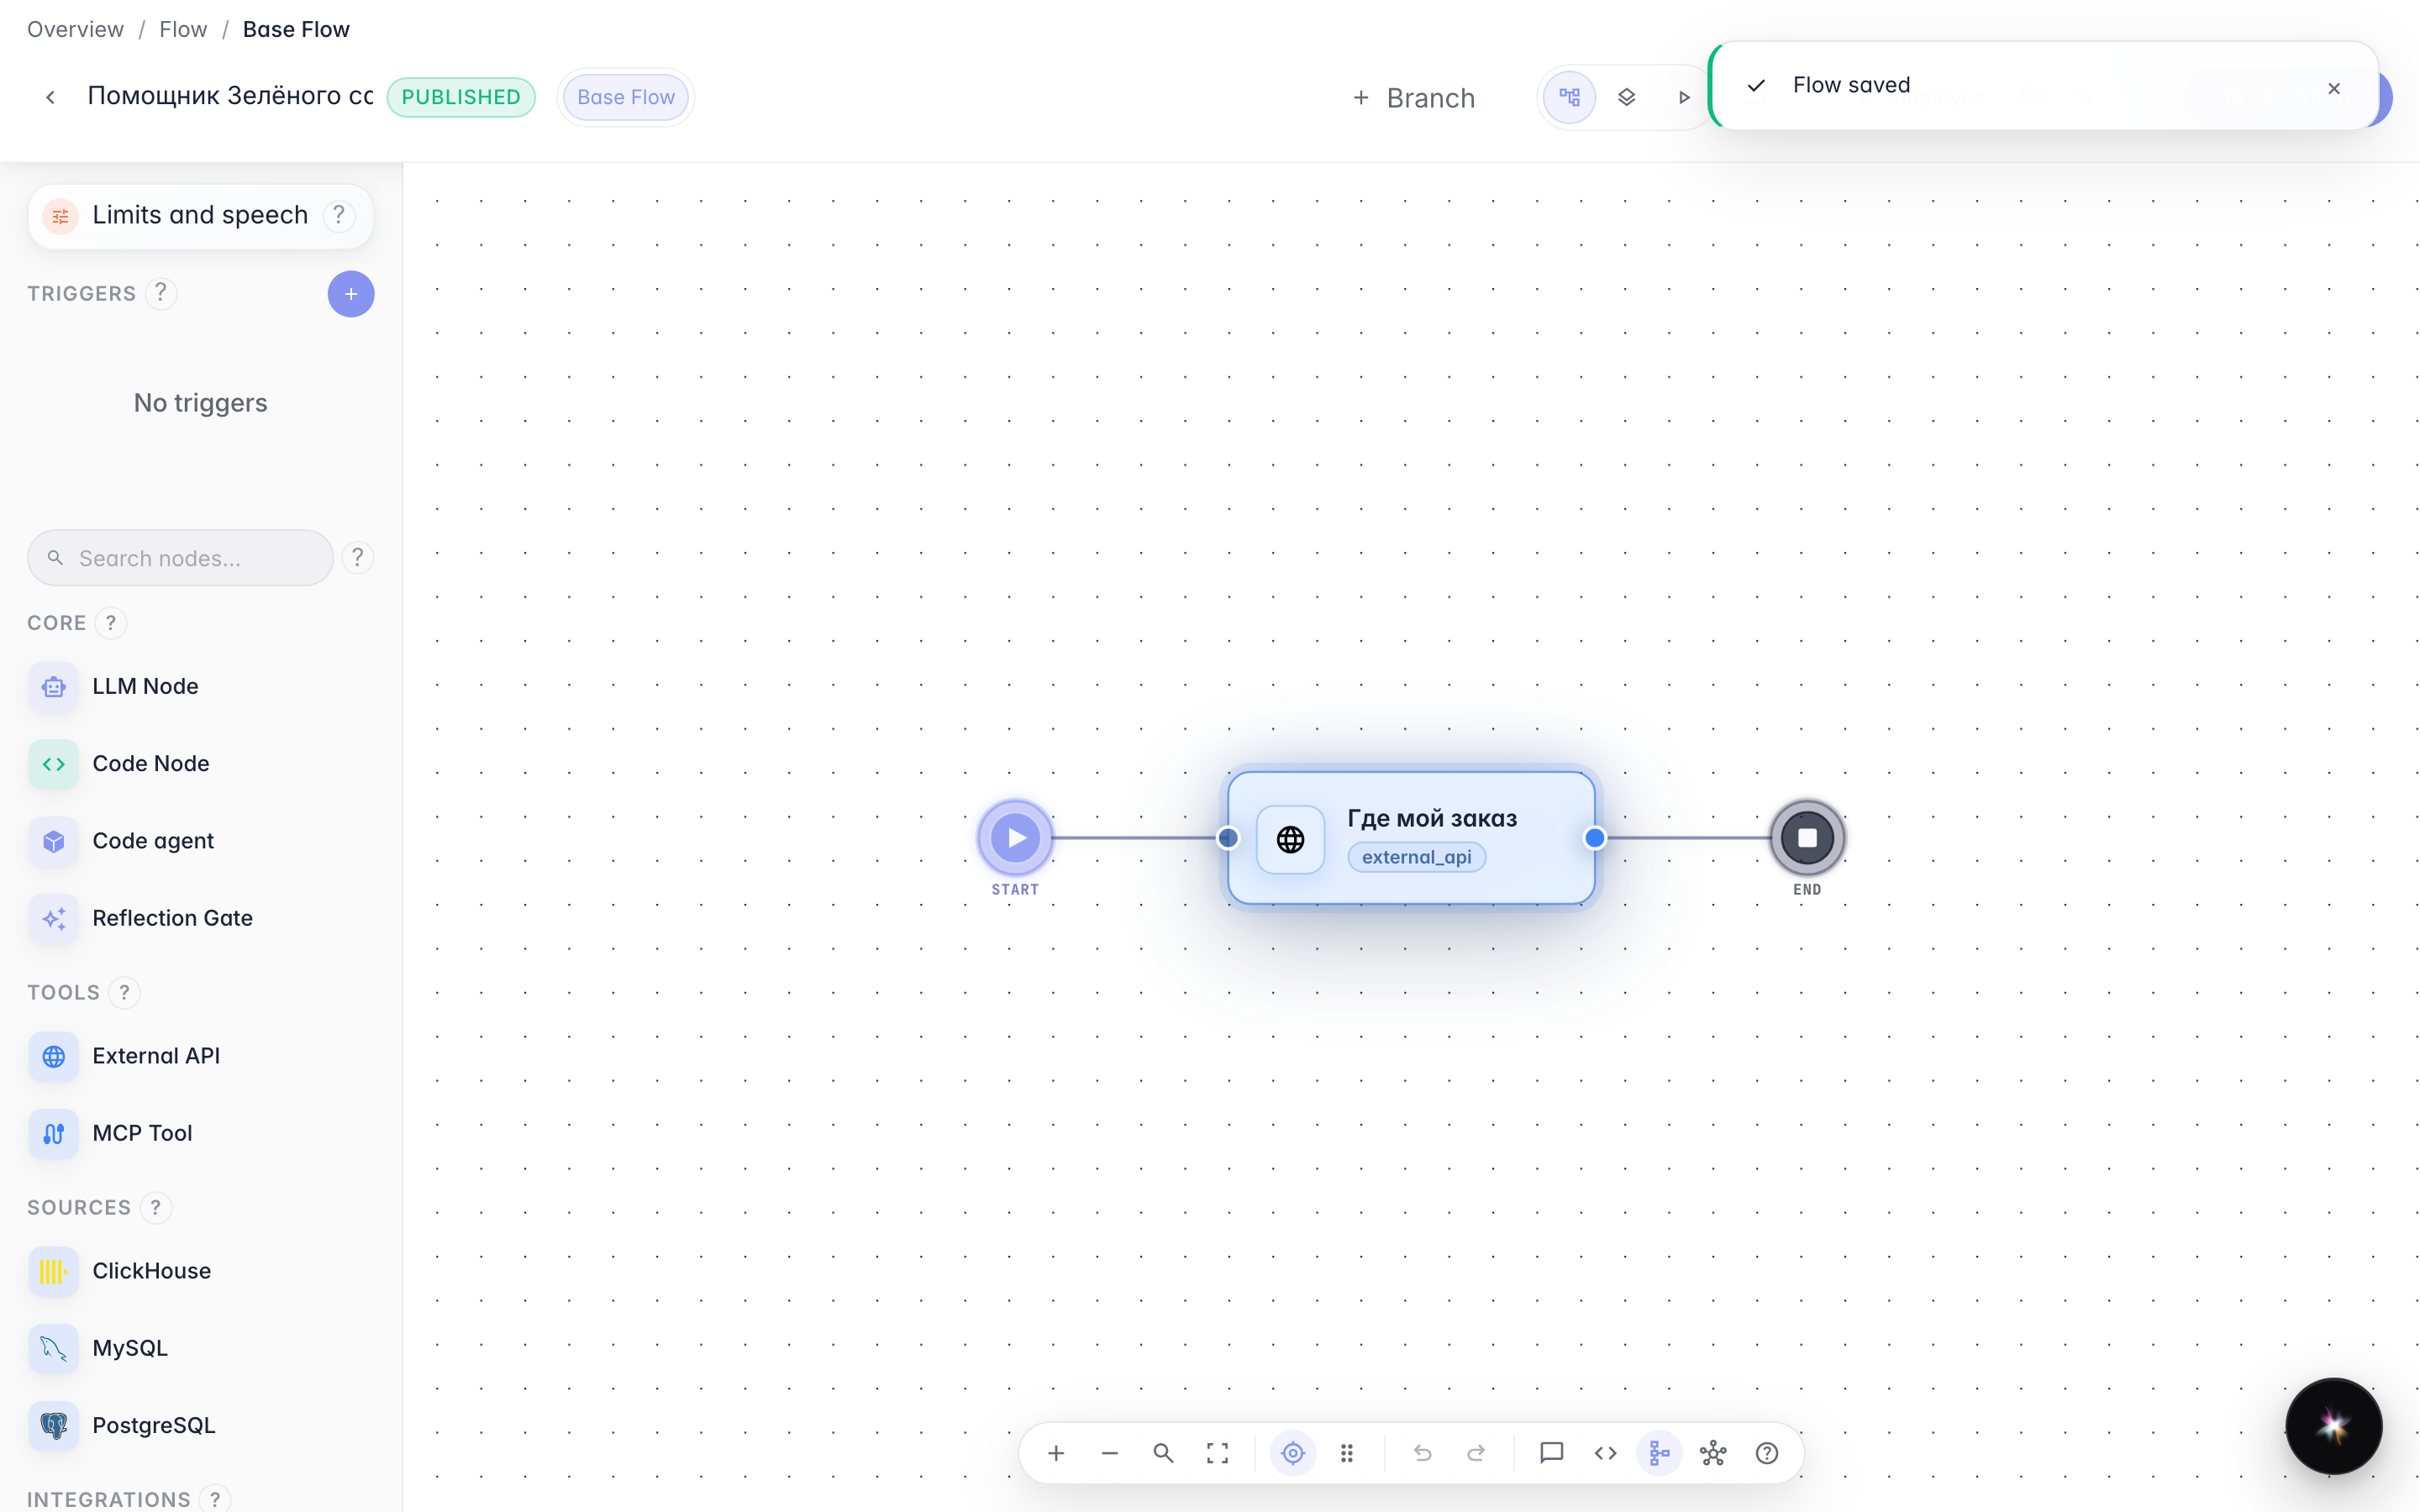 Overview / Flow / Base Flow
Помощник Зелёного сс
PUBLISHED
Base Flow
+ Branch
Flow saved
Limits and speech ?
TRIGGERS ?
No triggers
Search nodes... ?
CORE ?
LLM Node
Code Node
Code agent
Reflection Gate
TOOLS ?
External API
MCP Tool
SOURCES ?
ClickHouse
MySQL
PostgreSQL
INTEGRATIONS ?
START
Где мой заказ
external_api
END